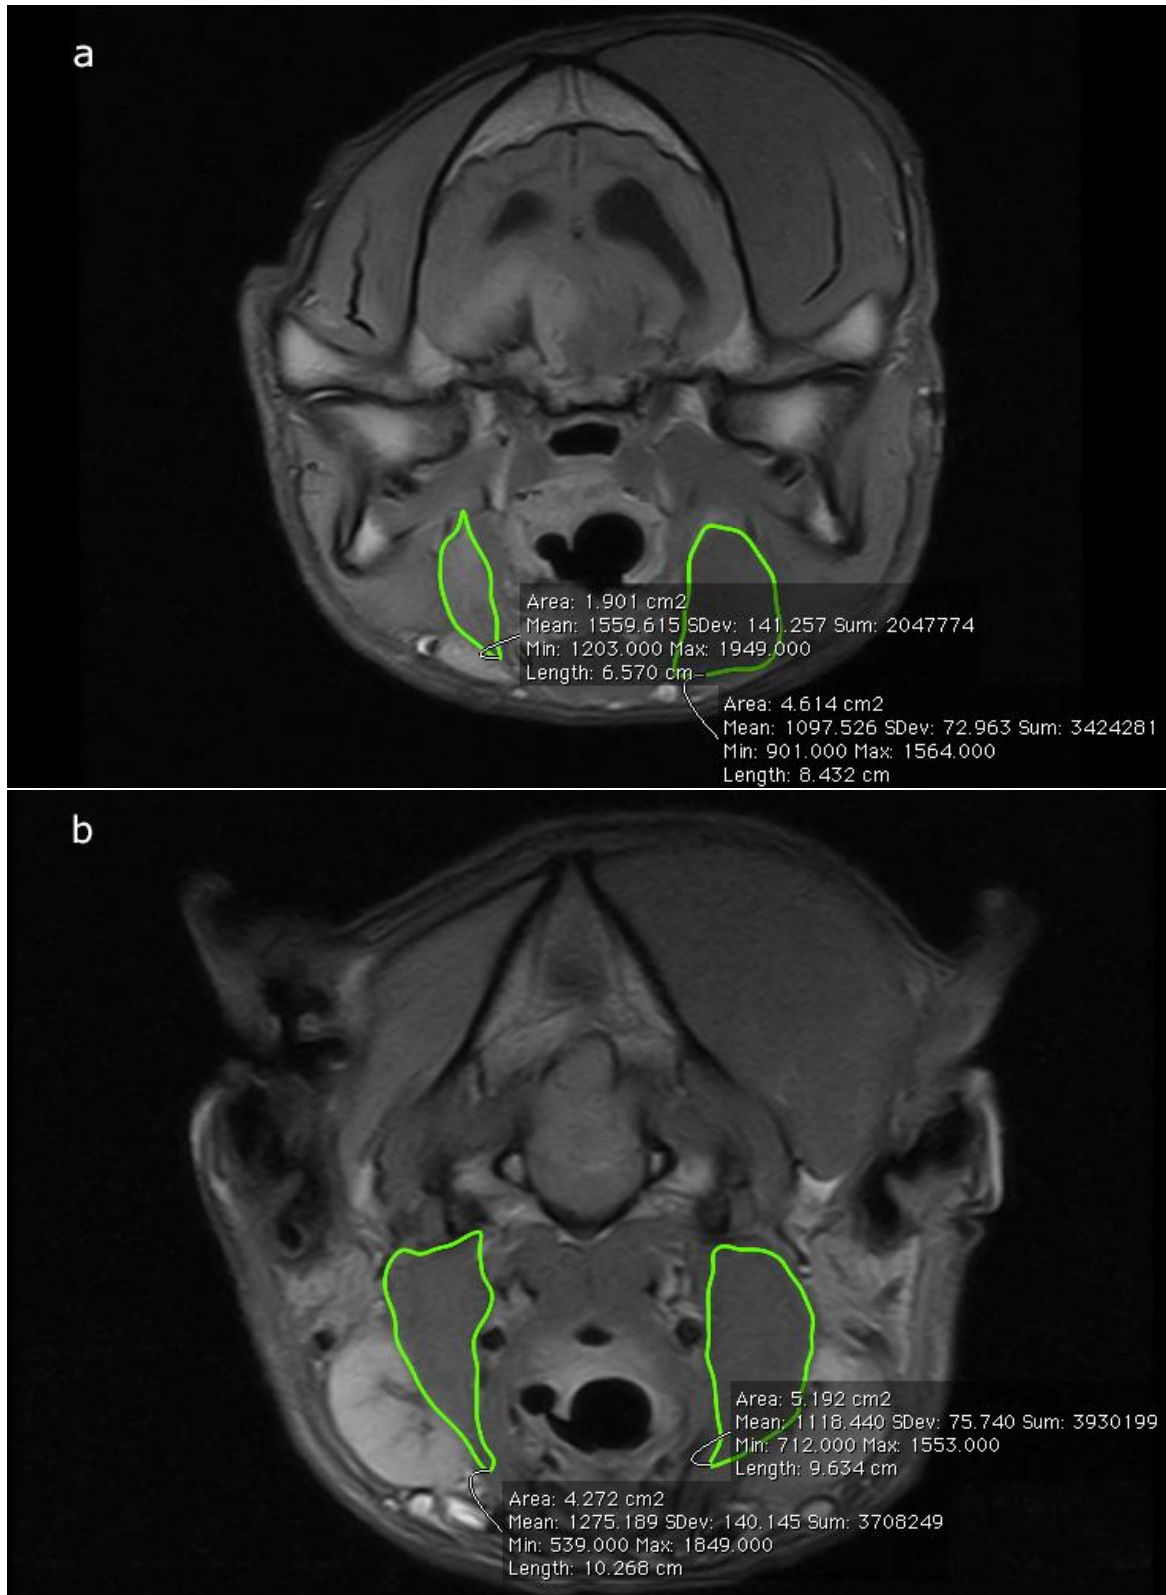 a
Area: 1.901 cm2
Mean: 1559.615 SDev: 141.257 Sum: 2047774
Min: 1203.000 Max: 1949.000
Length: 6.570 cm
Area: 4.614 cm2
Mean: 1097.526 SDev: 72.963 Sum: 3424281
Min: 901.000 Max: 1564.000
Length: 8.432 cm
b
Area: 5.192 cm2
Mean: 1118.440 SDev: 75.740 Sum: 3930199
Min: 712.000 Max: 1553.000
Length: 9.634 cm
Area: 4.272 cm2
Mean: 1275.189 SDev: 140.145 Sum: 3708249
Min: 539.000 Max: 1849.000
Length: 10.268 cm